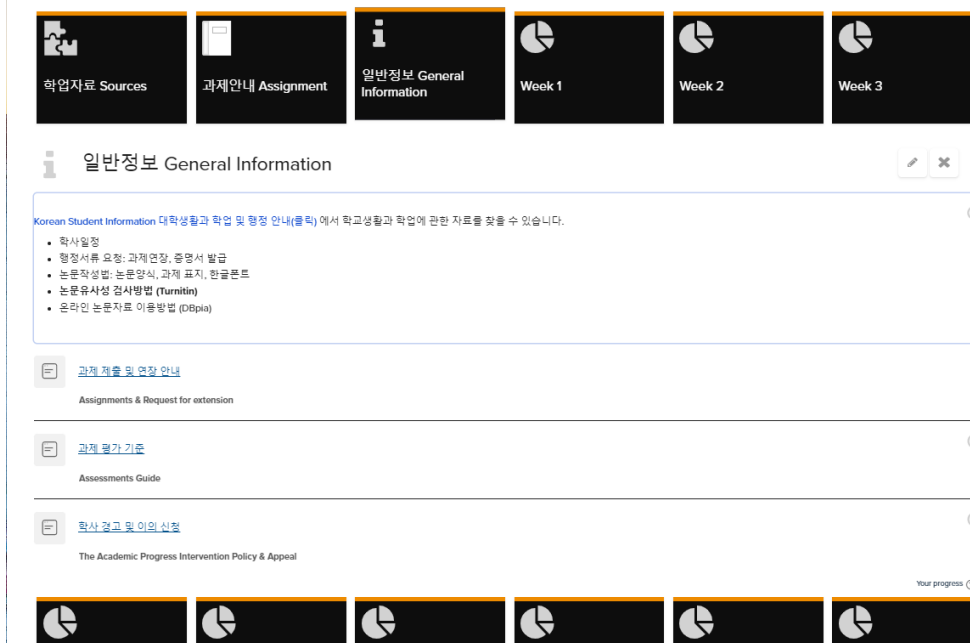 학업자료 Sources
과제안내 Assignment
일반정보 General
Information
Week 1
Week 2
Week 3
일반정보 General Information
Korean Student Information 대학생활과 학업 및 행정 안내(클릭) 에서 학교생활과 학업에 관한 자료를 찾을 수 있습니다.
학사일정
행정서류 요청: 과제연장, 증명서 발급
논문작성법: 논문양식, 과제 표지, 한글폰트
논문유사성 검사방법 (Turnitin)
온라인 논문자료 이용방법 (DBpia)
과제 제출 및 연장 안내
Assignments & Request for extension
과제 평가 기준
Assessments Guide
학사 경고 및 이의 신청
The Academic Progress Intervention Policy & Appeal
Your progress